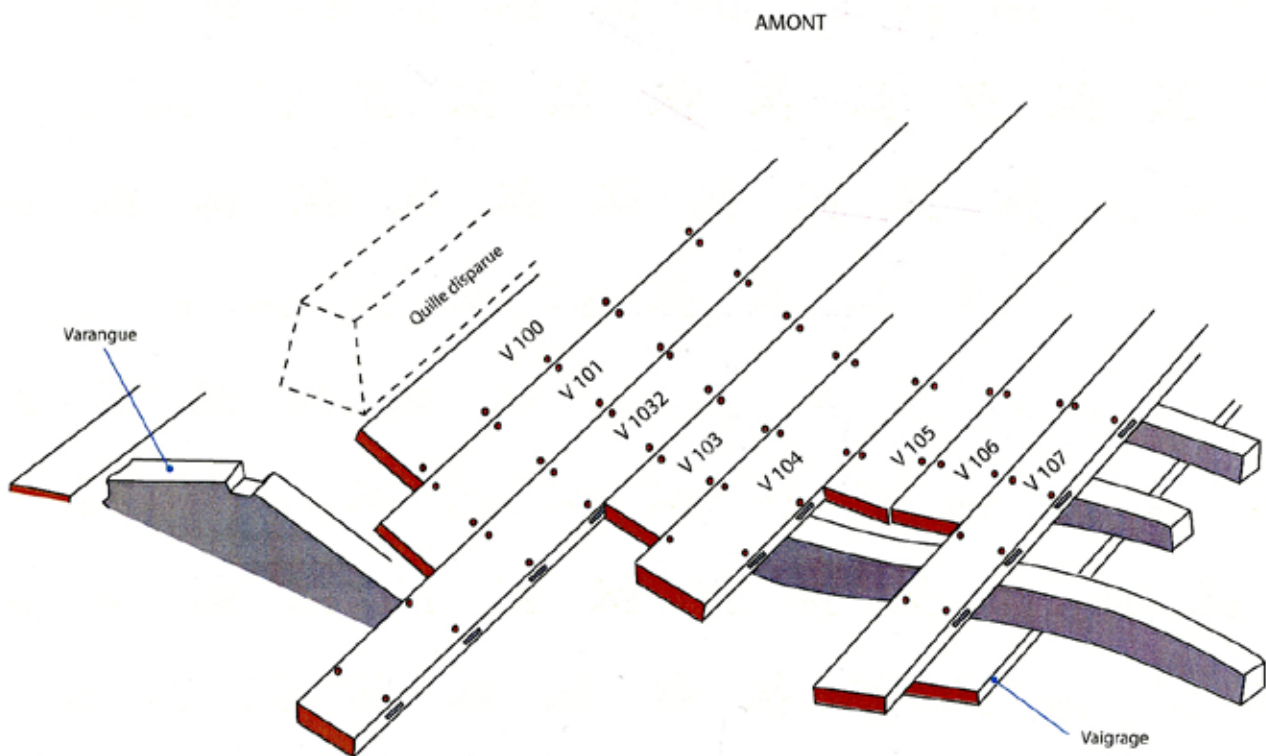 AMONT
Quille disparue
Varangue
V 100
V 101
V 1032
V 103
V 104
V 105
V 106
V 107
Vaigrage